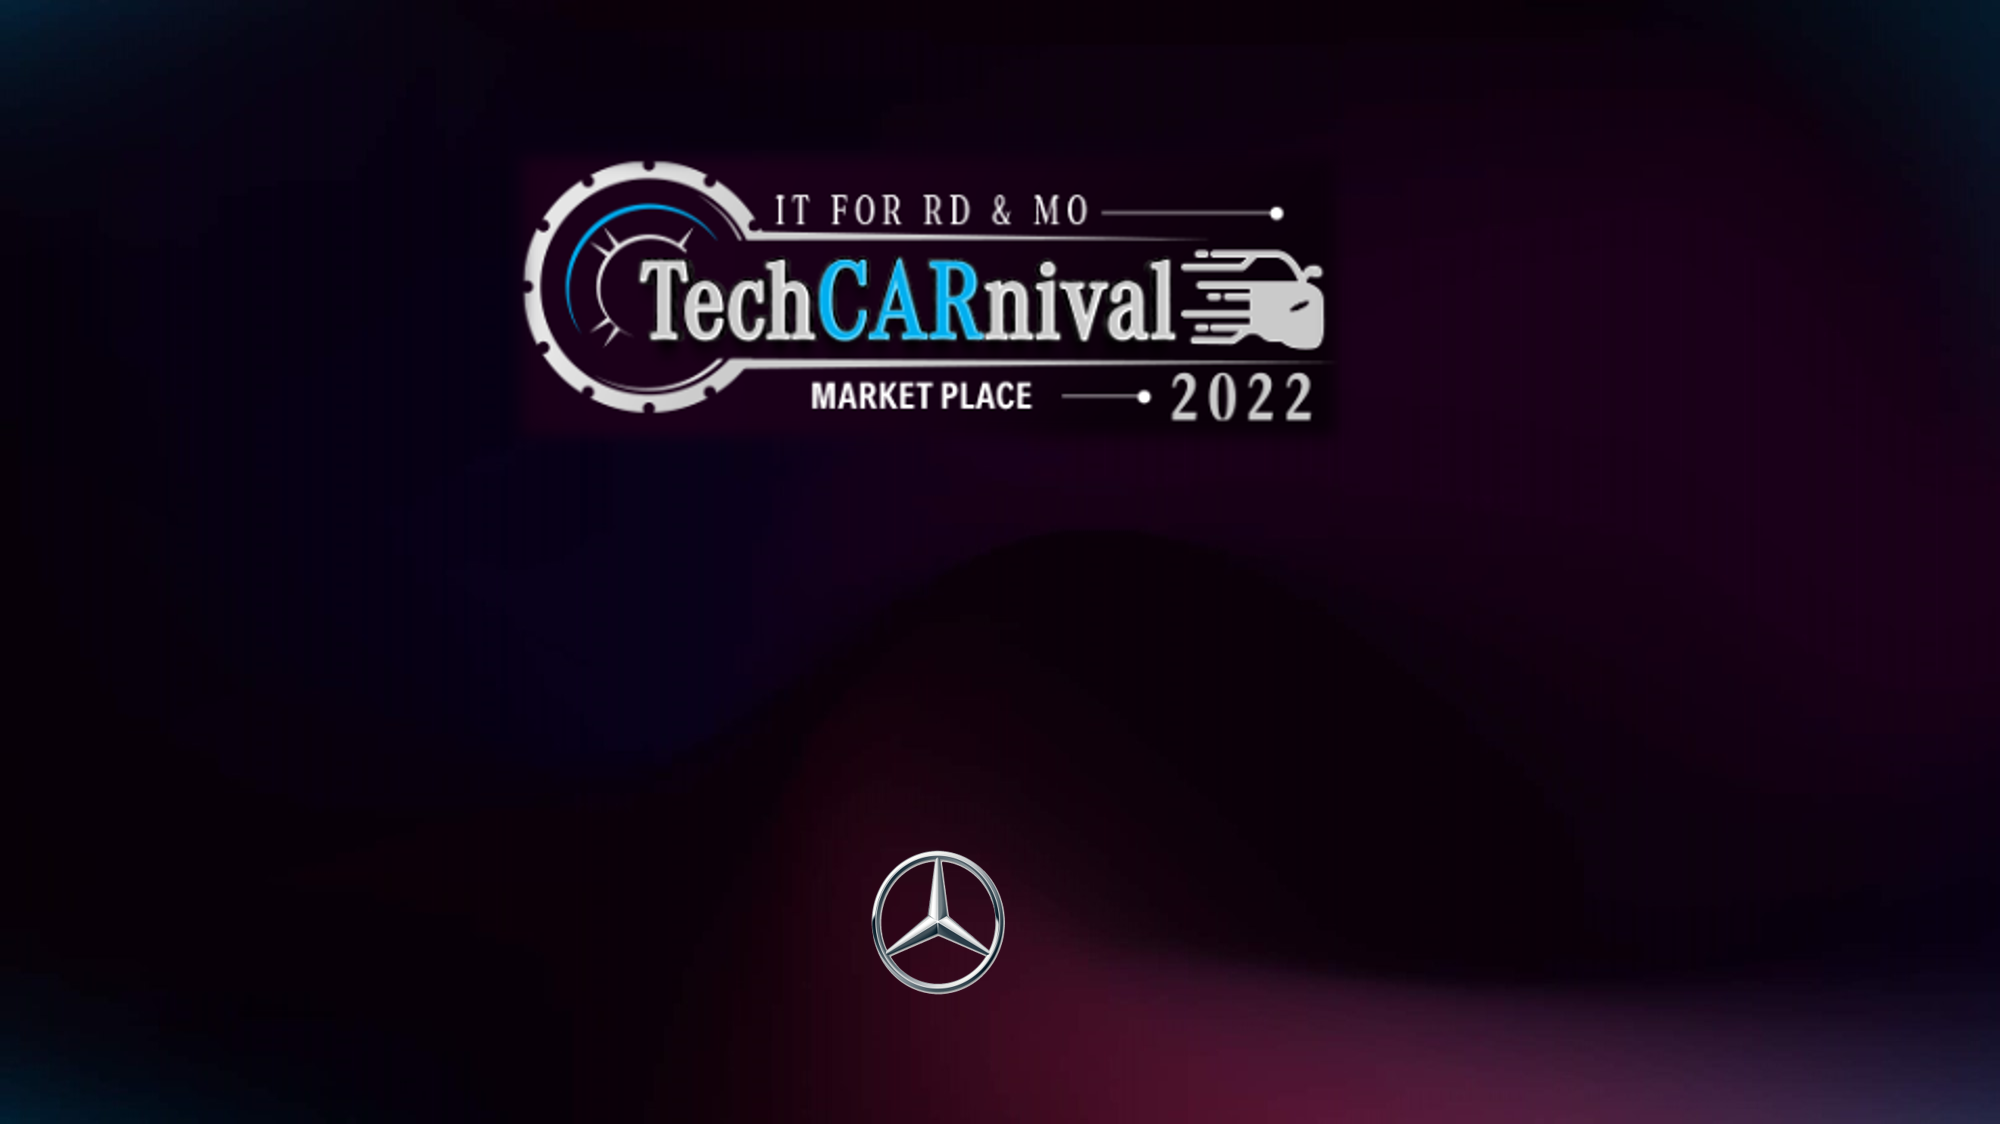 IT FOR RD & MO
TechCARnival
MARKET PLACE
2022